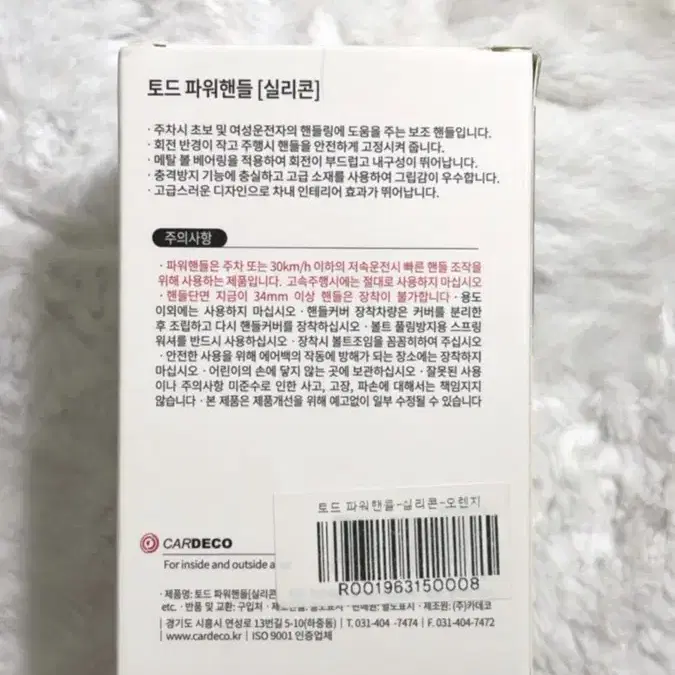 토드 파워핸들 [실리콘]
· 주차시 초보 및 여성운전자의 핸들링에 도움을 주는 보조 핸들입니다.
· 회전 반경이 작고 주행시 핸들을 안전하게 고정시켜 줍니다.
· 메탈 볼 베어링을 적용하여 회전이 부드럽고 내구성이 뛰어납니다.
· 충격방지 기능에 충실하고 고급 소재를 사용하여 그립감이 우수합니다.
· 고급스러운 디자인으로 차내 인테리어 효과가 뛰어납니다.
주의사항
· 파워핸들은 주차 또는 30km/h 이하의 저속운전시 빠른 핸들 조작을
위해 사용하는 제품입니다. 고속주행시에는 절대로 사용하지 마십시오
· 핸들단면 지름이 34mm 이상 핸들은 장착이 불가합니다 · 용도
이외에는 사용하지 마십시오 · 핸들커버 장착차량은 커버를 분리한
후 조립하고 다시 핸들커버를 장착하십시오 · 볼트 풀림방지용 스프링
워셔를 반드시 사용하십시오 · 장착시 볼트조임을 꼼꼼히하여 주십시오
· 안전한 사용을 위해 에어백의 작동에 방해가 되는 장소에는 장착하지
마십시오 · 어린이의 손에 닿지 않는 곳에 보관하십시오 · 잘못된 사용
이나 주의사항 미준수로 인한 사고, 고장, 파손에 대해서는 책임지지
않습니다 · 본 제품은 제품개선을 위해 예고없이 일부 수정될 수 있습니다
토드 파워핸들-실리콘-오렌지
R001963150008
CARDECO
For inside and outside a
· 제품명: 토드 파워핸들[실리콘
etc. · 반품 및 교환: 구입처 · 판매원: 별도표시 · 제조원: (주)카데코
| 경기도 시흥시 연성로 13번길 5-10(하중동) | T. 031-404-7474 | F. 031-404-7472
| www.cardeco.kr | ISO 9001 인증업체